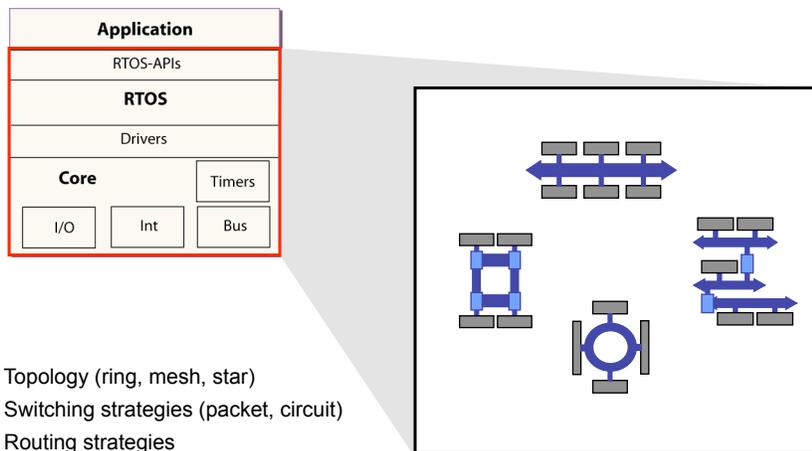 Application
RTOS-APIs
RTOS
Drivers
Core
Timers
I/O
Int
Bus
Topology (ring, mesh, star)
Switching strategies (packet, circuit)
Routing strategies